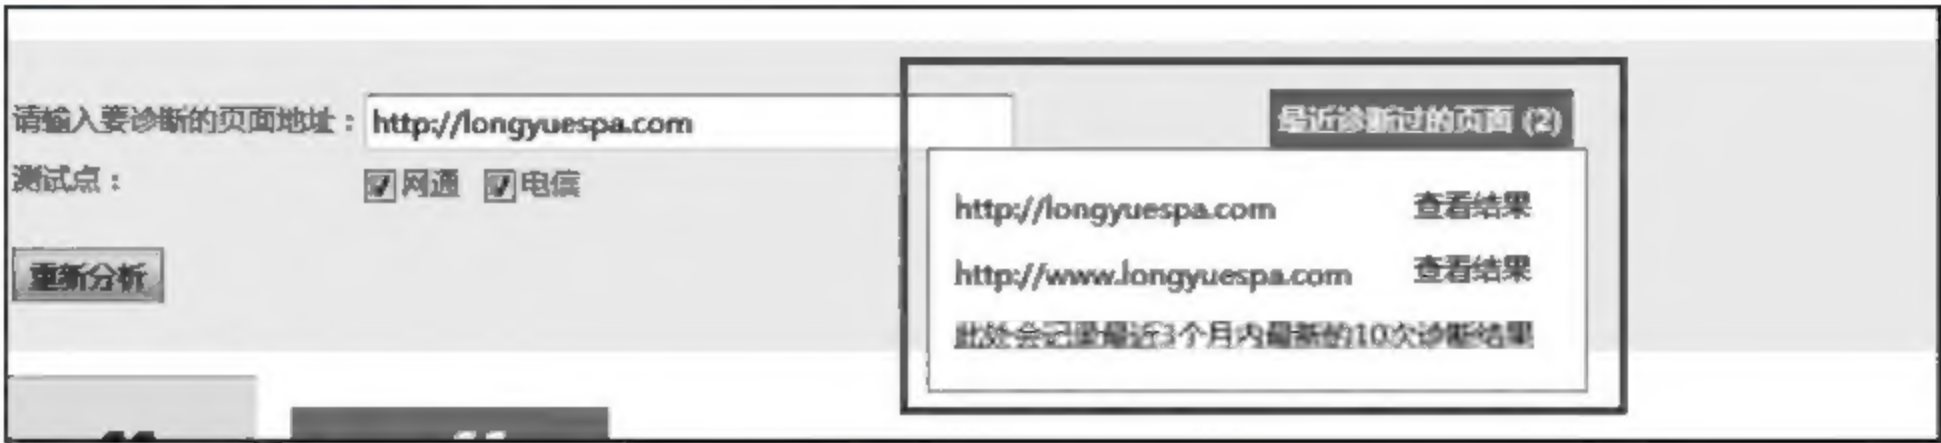 请输入要诊断的页面地址：http://longyuespa.com
最近诊断过的页面 (2)
测试点：网通 电信
http://longyuespa.com 查看结果
http://www.longyuespa.com 查看结果
重新分析
此处会记录最近3个月内最新的10次诊断结果